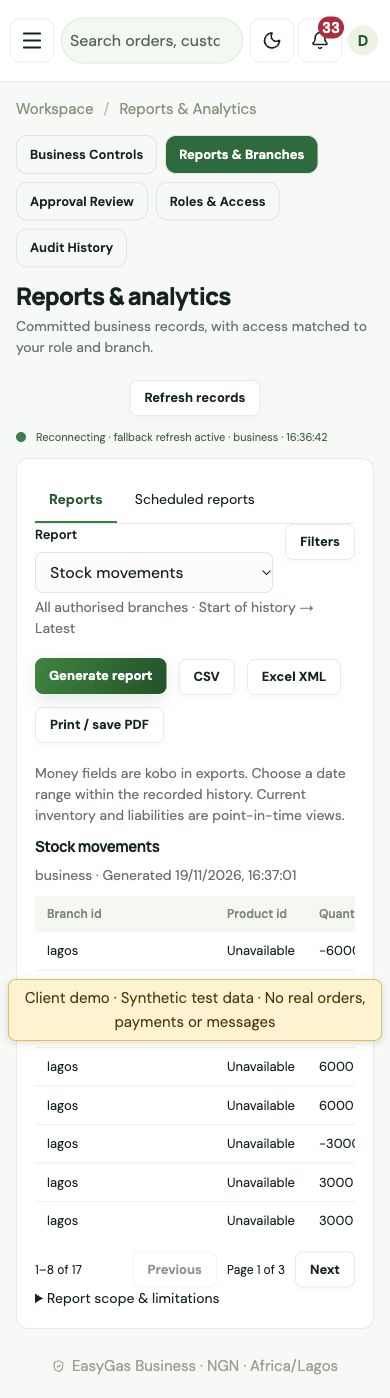 Search orders, custo
33
D
Workspace / Reports & Analytics
Business Controls
Reports & Branches
Approval Review
Roles & Access
Audit History
Reports & analytics
Committed business records, with access matched to
your role and branch.
Refresh records
Reconnecting · fallback refresh active · business · 16:36:42
Reports
Scheduled reports
Report
Filters
Stock movements
All authorised branches · Start of history →
Latest
Generate report
CSV
Excel XML
Print / save PDF
Money fields are kobo in exports. Choose a date
range within the recorded history. Current
inventory and liabilities are point-in-time views.
Stock movements
business · Generated 19/11/2026, 16:37:01
Branch id Product id Quant
lagos Unavailable -6000
Client demo · Synthetic test data · No real orders,
payments or messages
lagos Unavailable 6000
lagos Unavailable 6000
lagos Unavailable -3000
lagos Unavailable 3000
lagos Unavailable 3000
1–8 of 17 Previous Page 1 of 3 Next
Report scope & limitations
EasyGas Business · NGN · Africa/Lagos